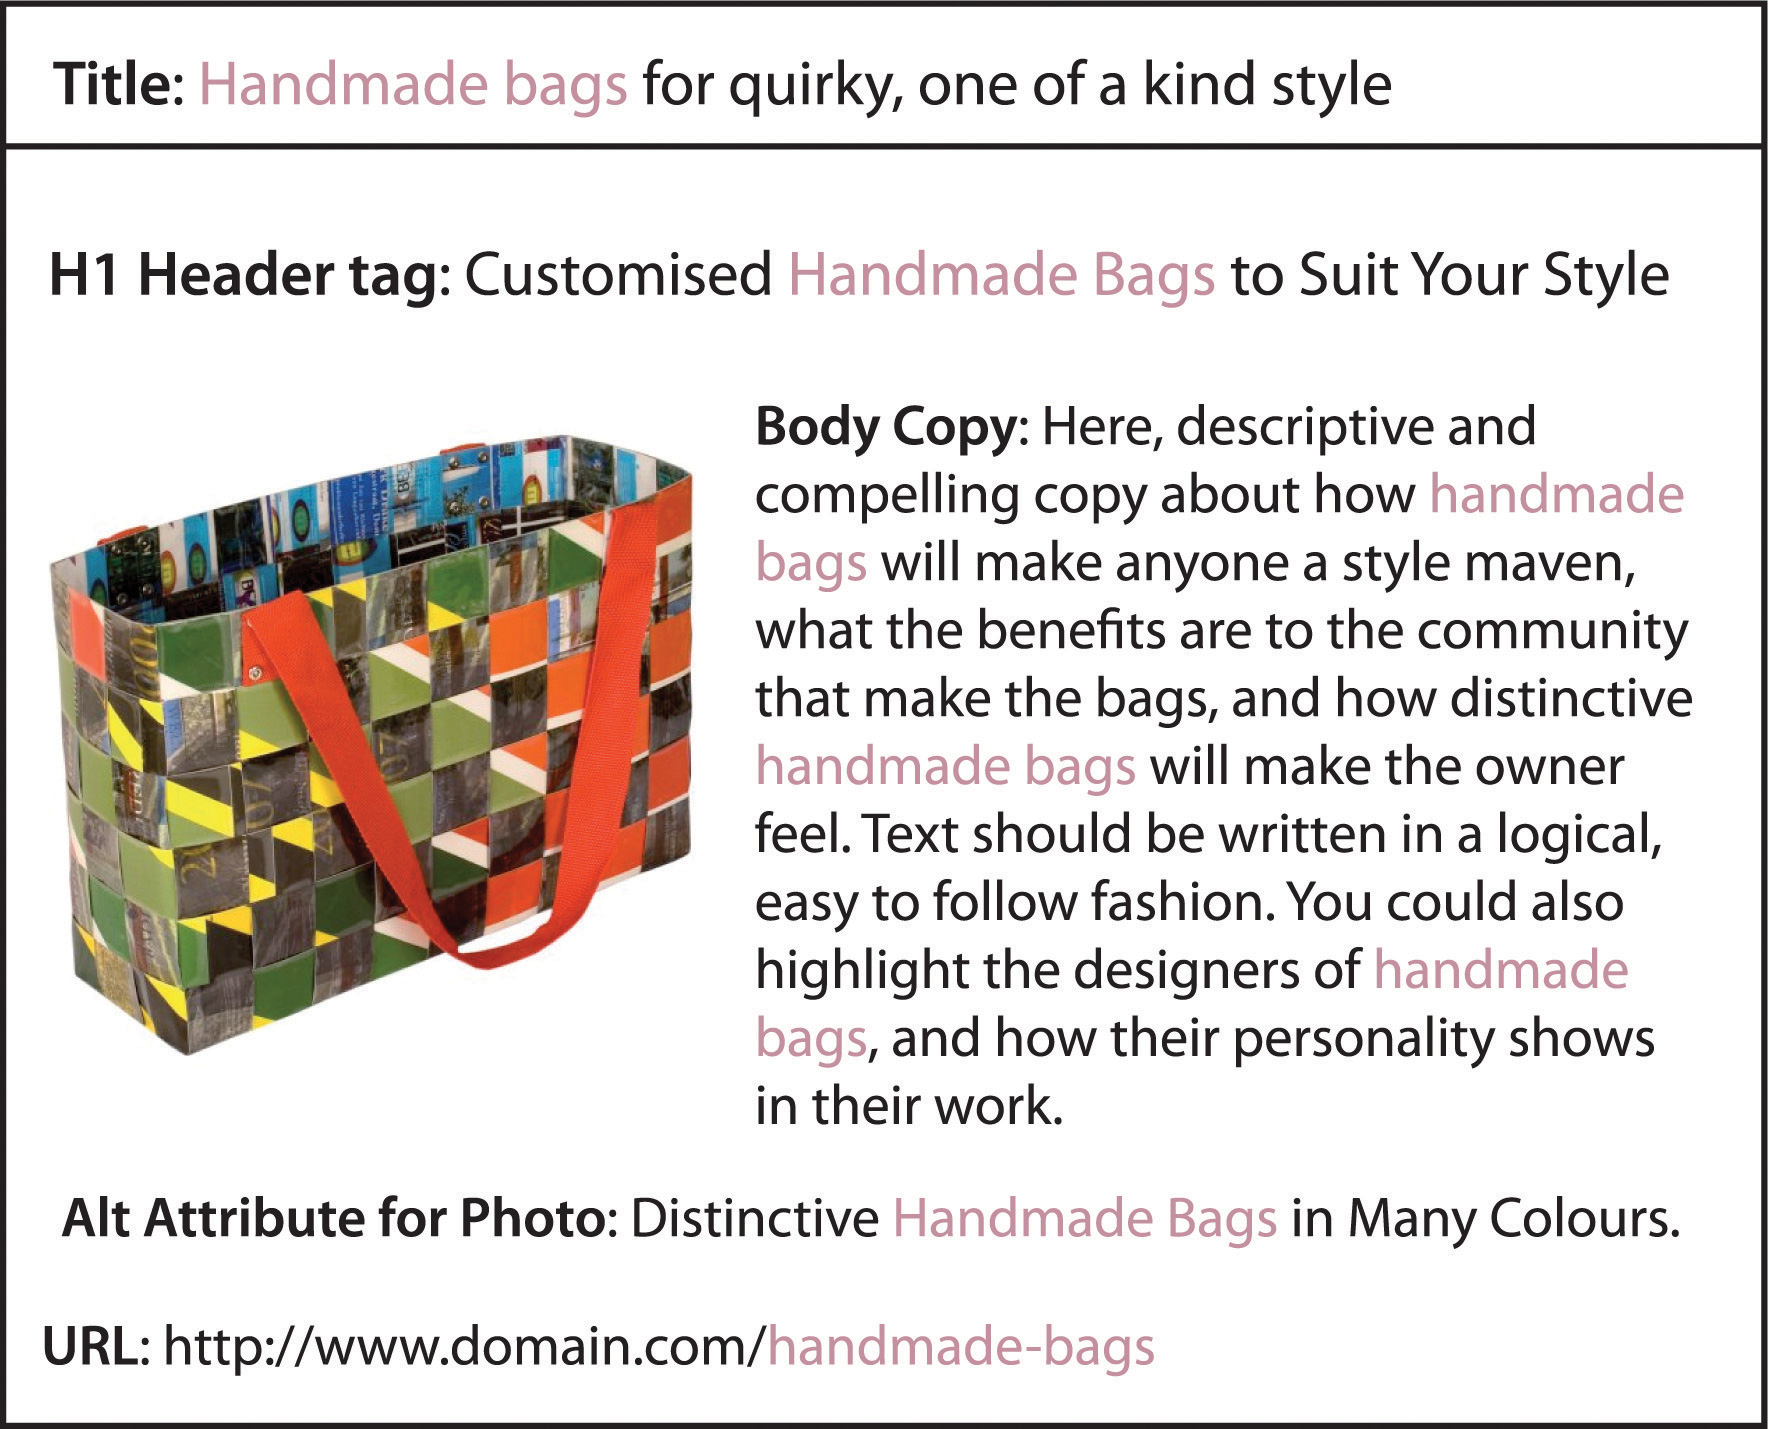 Title: Handmade bags for quirky, one of a kind style
H1 Header tag: Customised Handmade Bags to Suit Your Style
Body Copy: Here, descriptive and
compelling copy about how handmade
bags will make anyone a style maven,
what the benefits are to the community
that make the bags, and how distinctive
handmade bags will make the owner
feel. Text should be written in a logical,
easy to follow fashion. You could also
highlight the designers of handmade
bags, and how their personality shows
in their work.
Alt Attribute for Photo: Distinctive Handmade Bags in Many Colours.
URL: http://www.domain.com/handmade-bags